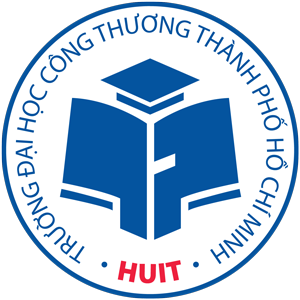 TRƯỜNG ĐẠI HỌC CÔNG THƯƠNG THÀNH PHỐ HỒ CHÍ MINH
• HUIT •